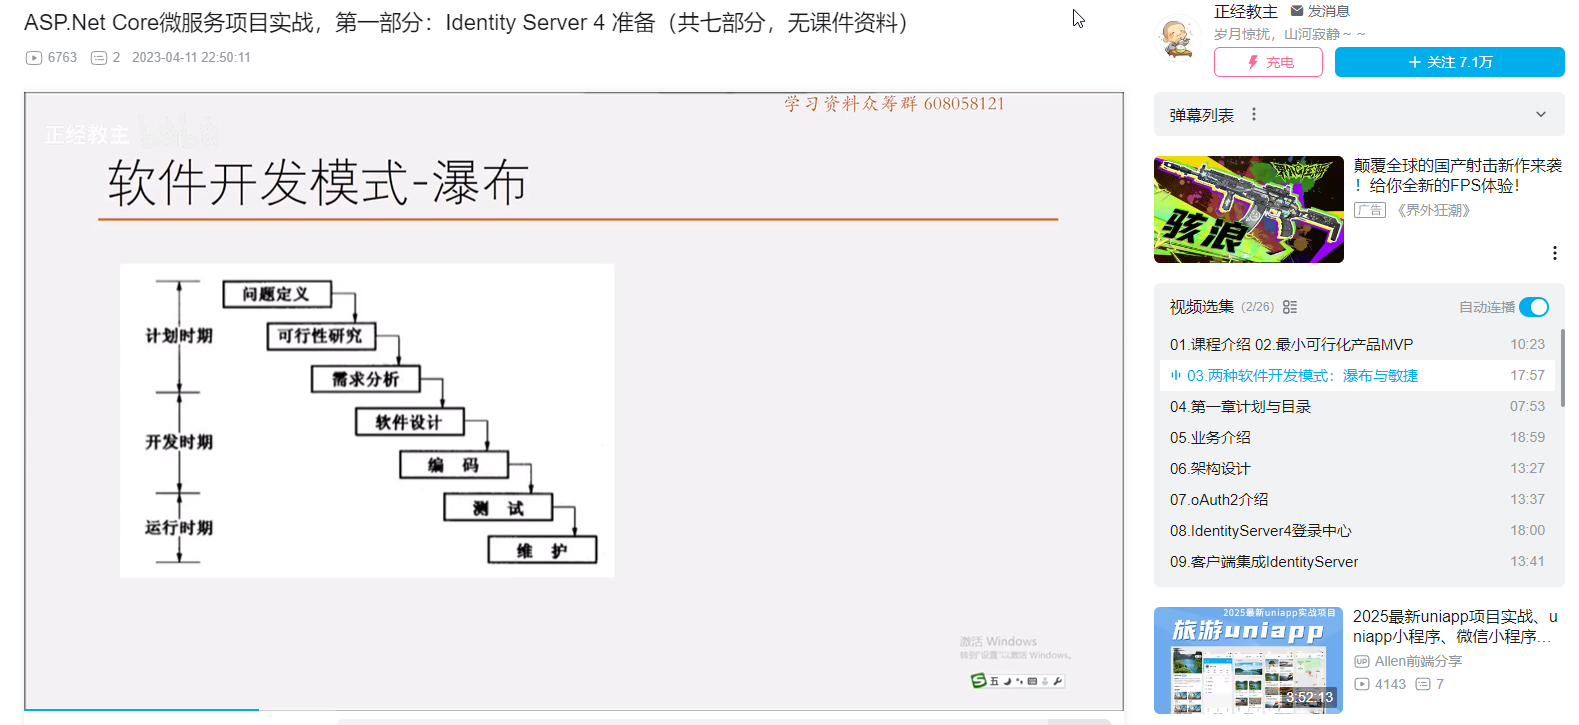 ASP.Net Core微服务项目实战，第一部分：Identity Server 4 准备（共七部分，无课件资料）
6763 2 2023-04-11 22:50:11
学习资料众筹群 608058121
正经教主
软件开发模式-瀑布
计划时期
开发时期
运行时期
问题定义
可行性研究
需求分析
软件设计
编 码
测 试
维 护
激活 Windows
转到"设置"以激活 Windows。
五
正经教主 发消息
岁月惊扰，山河寂静～～
充电
+ 关注 7.1万
弹幕列表
骇浪
颠覆全球的国产射击新作来袭
！给你全新的FPS体验！
广告 《界外狂潮》
视频选集 (2/26) 自动连播
01.课程介绍 02.最小可行化产品MVP 10:23
03.两种软件开发模式：瀑布与敏捷 17:57
04.第一章计划与目录 07:53
05.业务介绍 18:59
06.架构设计 13:27
07.oAuth2介绍 13:37
08.IdentityServer4登录中心 18:00
09.客户端集成IdentityServer 13:41
2025最新uniapp实战项目
旅游uniapp
3:52:13
2025最新uniapp项目实战、u
niapp小程序、微信小程序...
UP Allen前端分享
4143 7